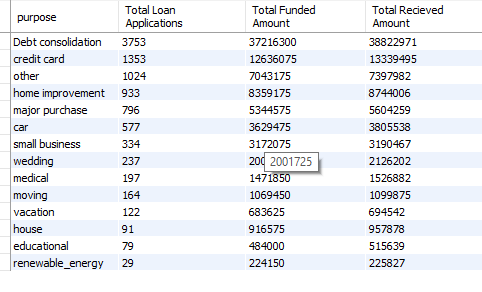 purpose Total Loan Applications Total Funded Amount Total Recieved Amount
Debt consolidation 3753 37216300 38822971
credit card 1353 12636075 13339495
other 1024 7043175 7397982
home improvement 933 8359175 8744006
major purchase 796 5344575 5604259
car 577 3629475 3805538
small business 334 3172075 3190467
wedding 237 200 2001725 2126202
medical 197 1471850 1526882
moving 164 1069450 1099875
vacation 122 683625 694542
house 91 916575 957878
educational 79 484000 515639
renewable_energy 29 224150 225827